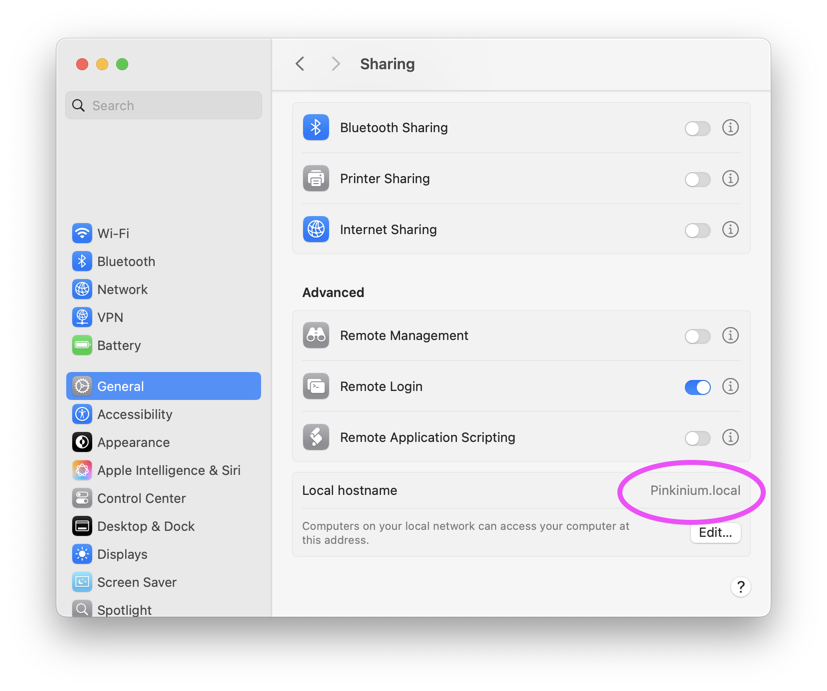 Search
Wi-Fi
Bluetooth
Network
VPN
Battery
General
Accessibility
Appearance
Apple Intelligence & Siri
Control Center
Desktop & Dock
Displays
Screen Saver
Spotlight
Sharing
Bluetooth Sharing
Printer Sharing
Internet Sharing
Advanced
Remote Management
Remote Login
Remote Application Scripting
Local hostname
Pinkinium.local
Computers on your local network can access your computer at
this address.
Edit...
?